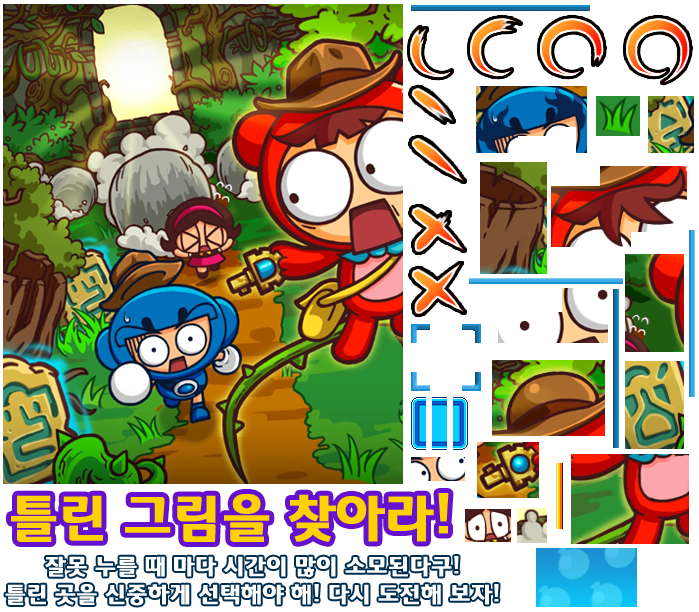 틀린 그림을 찾아라!
잘못 누를 때 마다 시간이 많이 소모된다구!
틀린 곳을 신중하게 선택해야 해! 다시 도전해 보자!